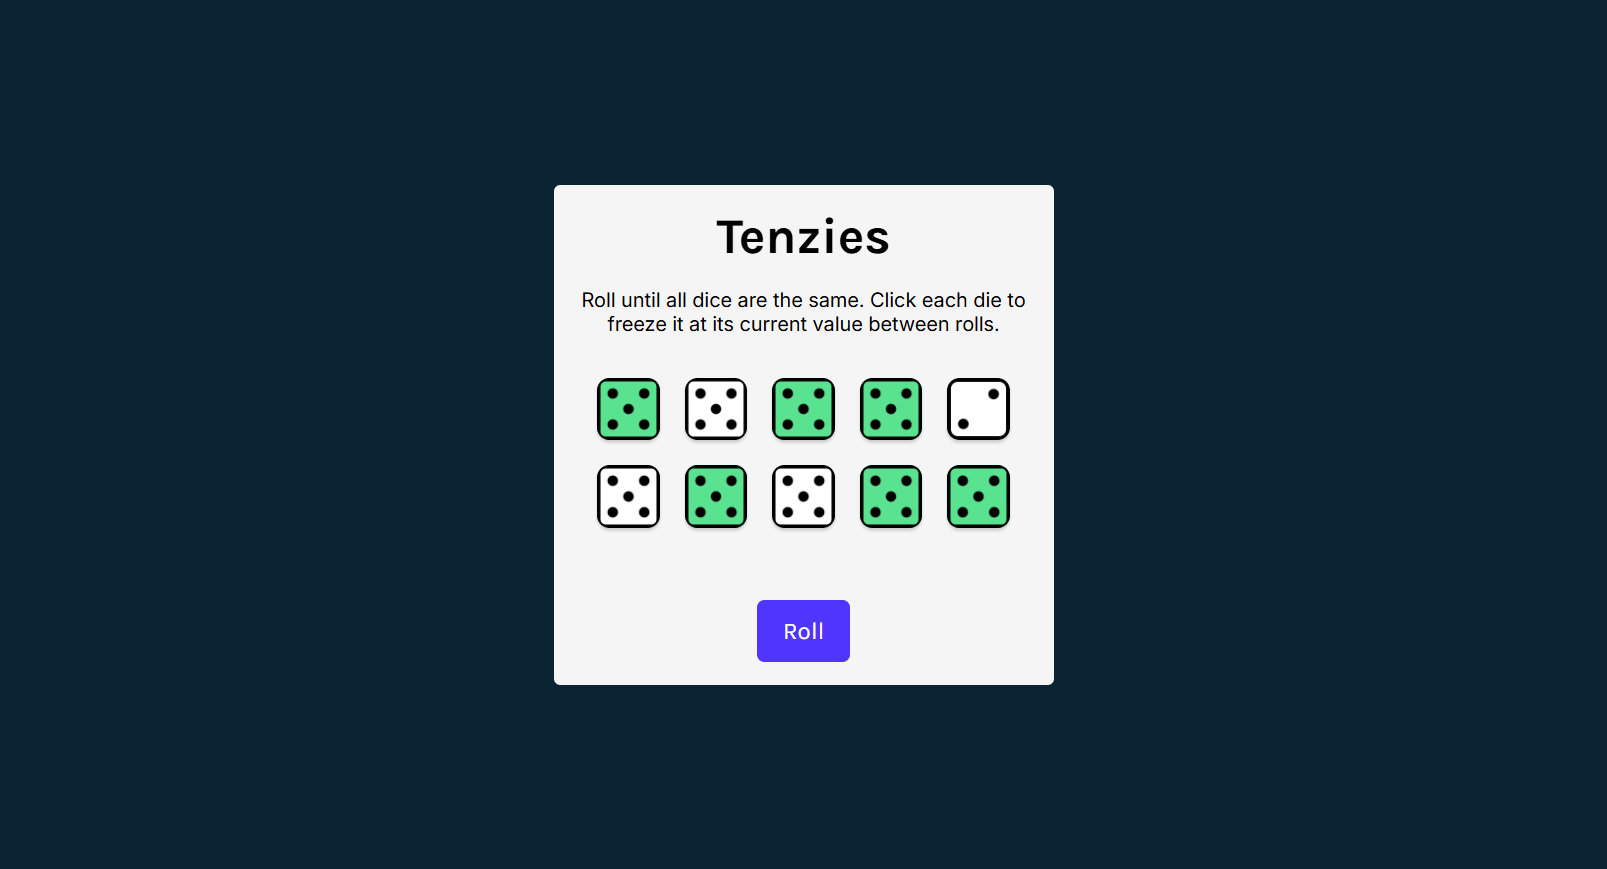 Tenzies
Roll until all dice are the same. Click each die to
freeze it at its current value between rolls.
Roll